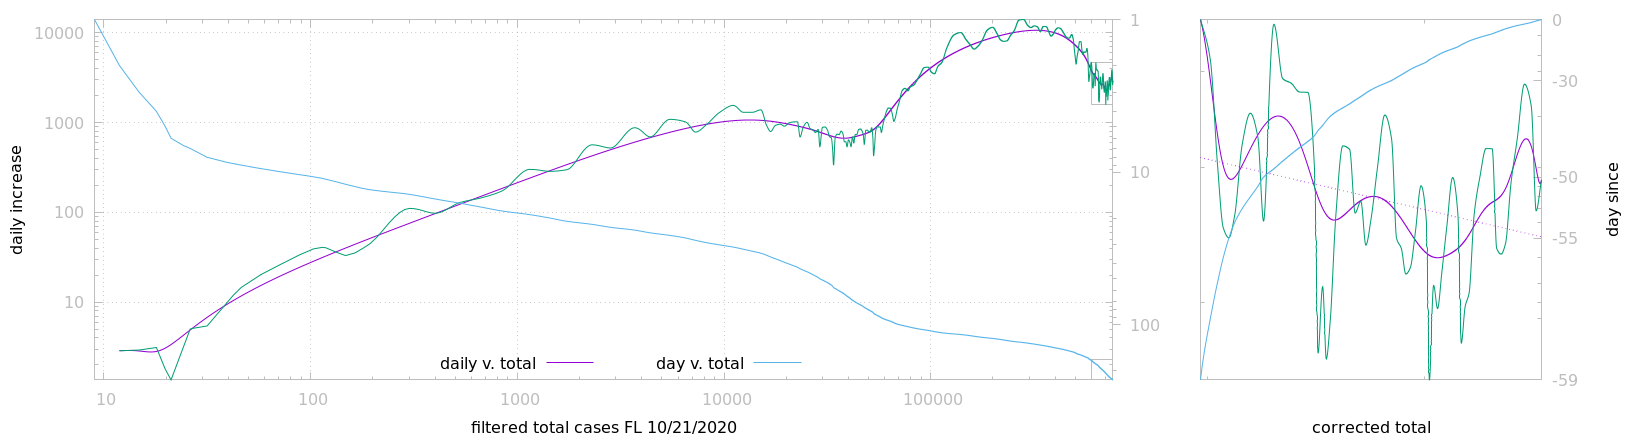 10000
1000
100
10
daily increase
10
100
1000
10000
100000
filtered total cases FL 10/21/2020
daily v. total
day v. total
1
10
100
0
-30
-50
-55
-59
day since
corrected total